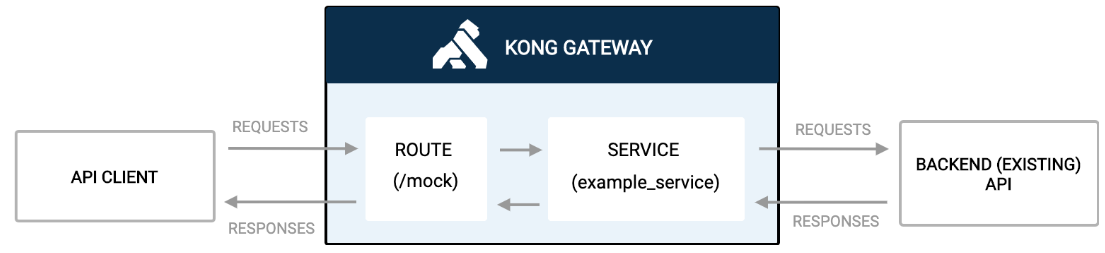 KONG GATEWAY
REQUESTS
REQUESTS
API CLIENT
ROUTE
(/mock)
SERVICE
(example_service)
BACKEND (EXISTING)
API
RESPONSES
RESPONSES